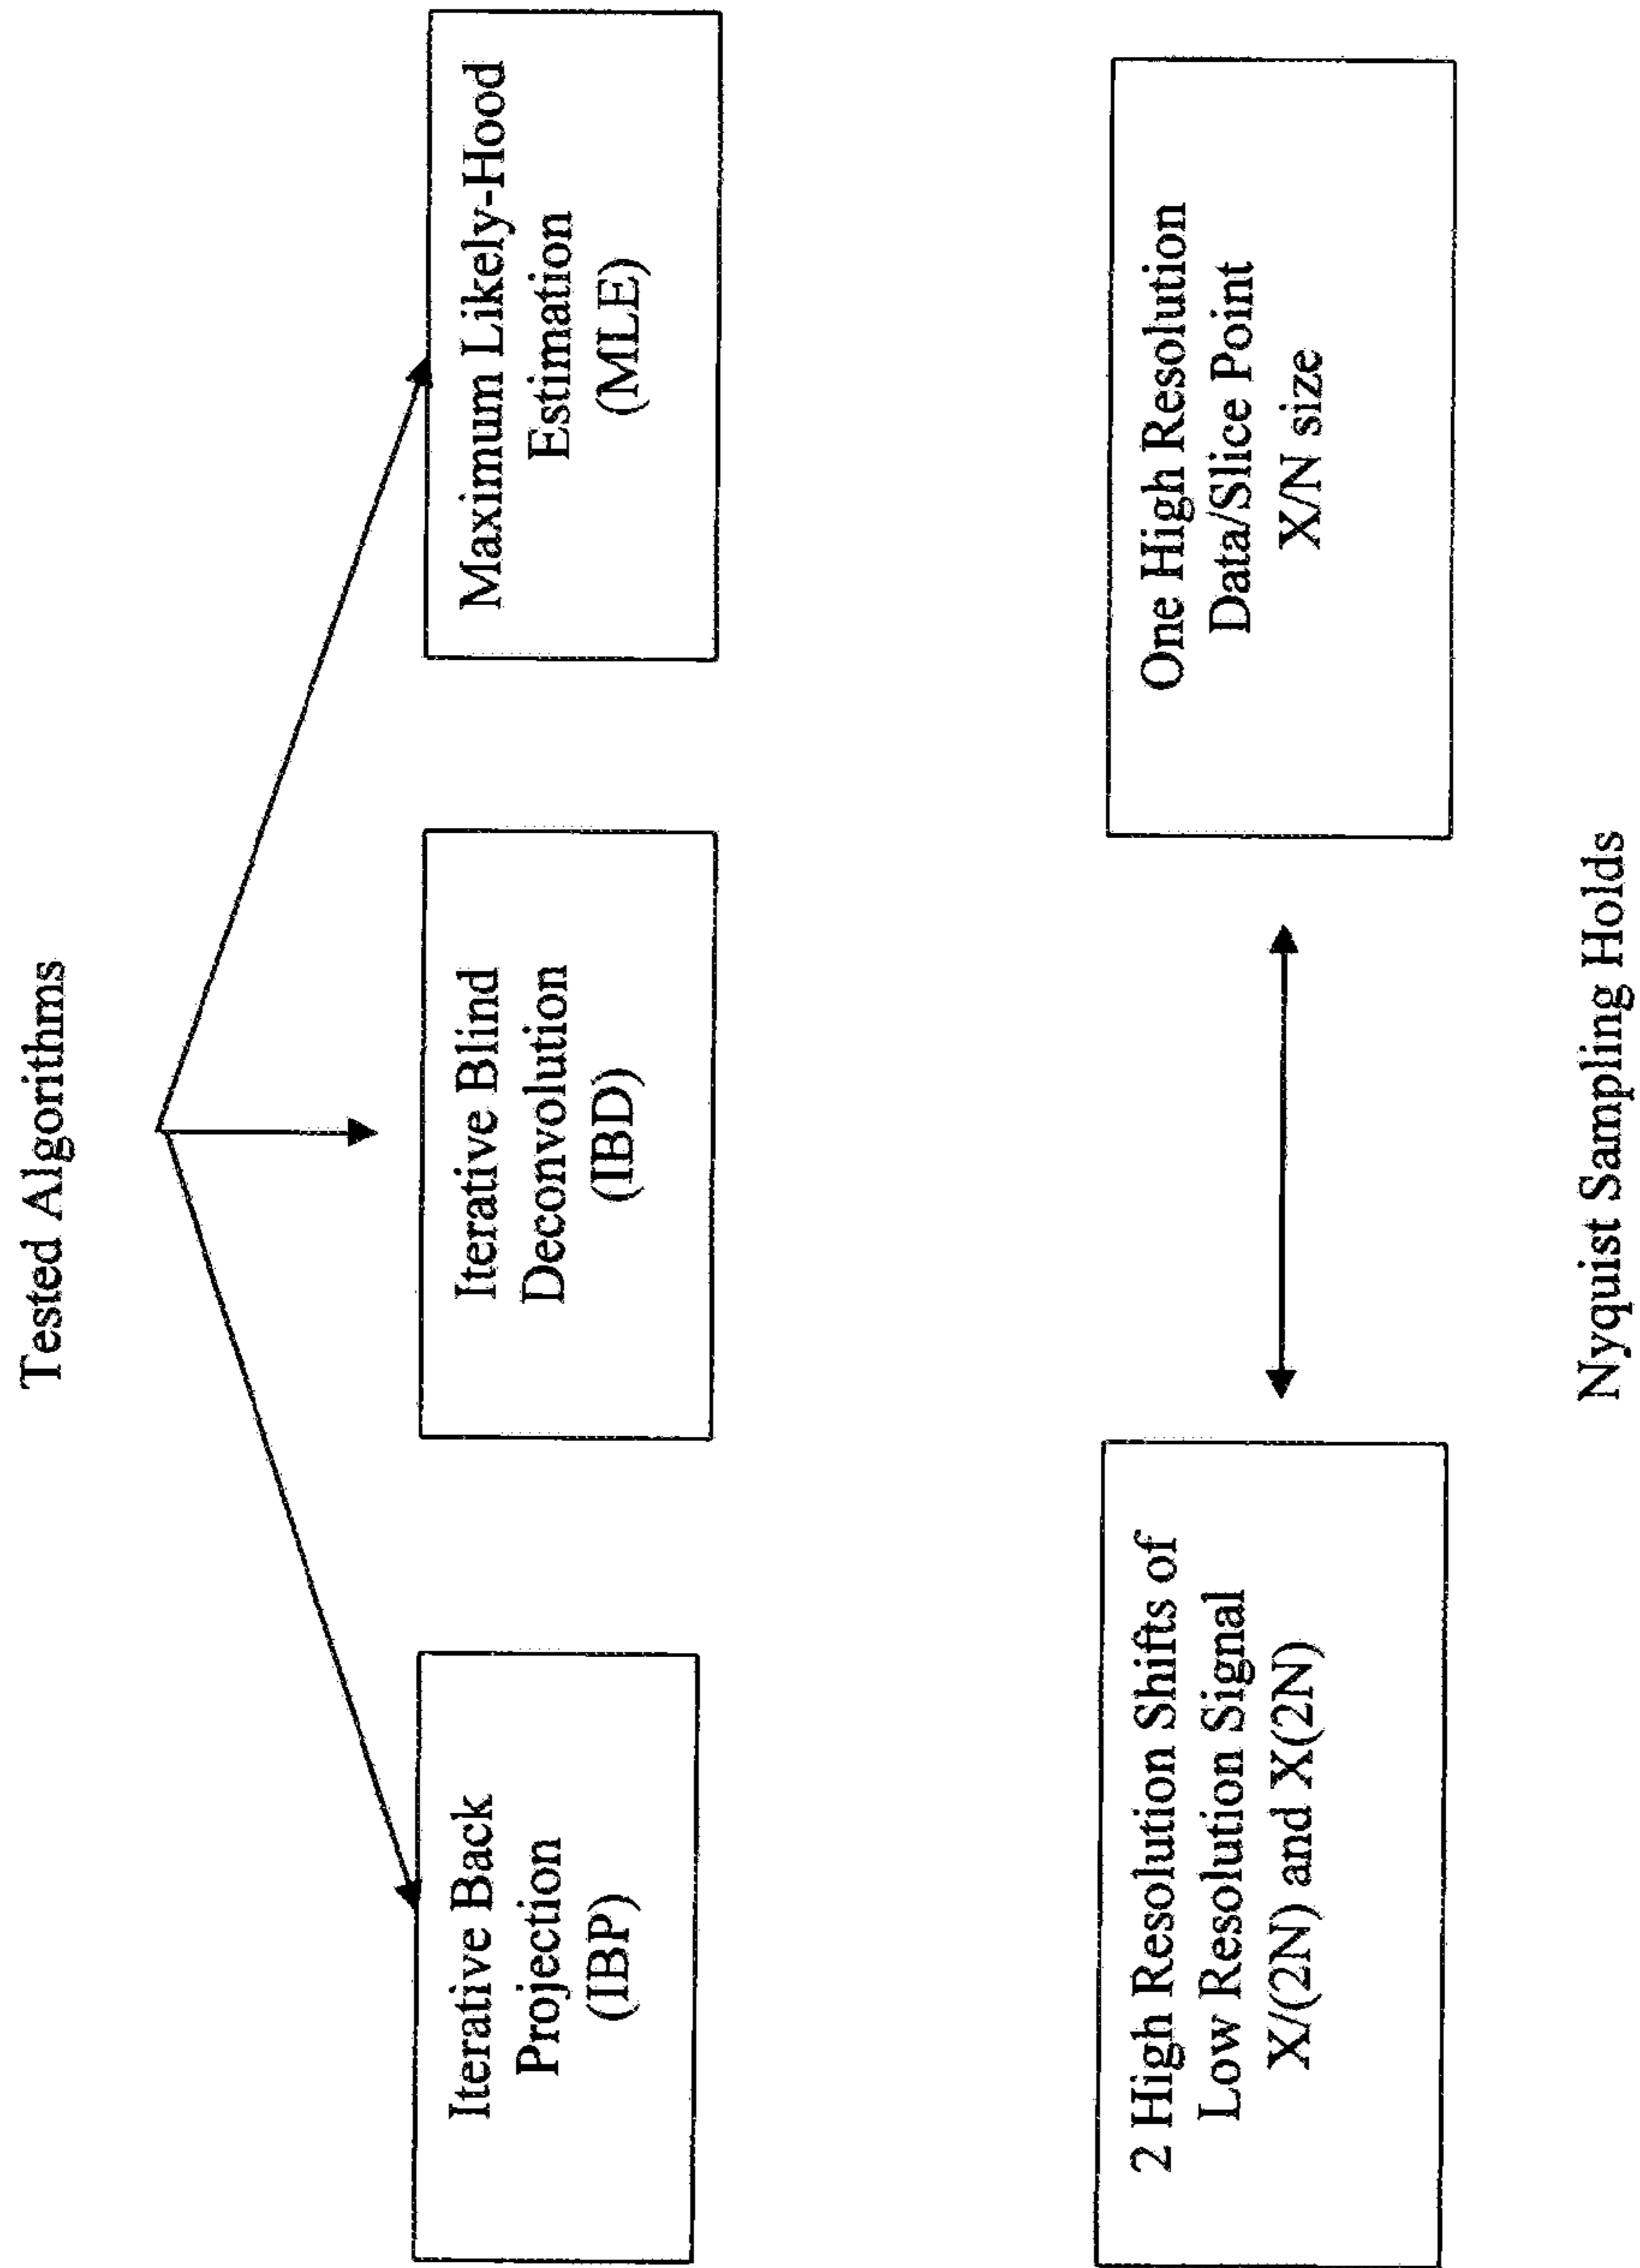 Tested Algorithms
Iterative Back
Projection
(IBP)
Iterative Blind
Deconvolution
(IBD)
Maximum Likely-Hood
Estimation
(MLE)
2 High Resolution Shifts of
Low Resolution Signal
X/(2N) and X(2N)
One High Resolution
Data/Slice Point
X/N size
Nyquist Sampling Holds